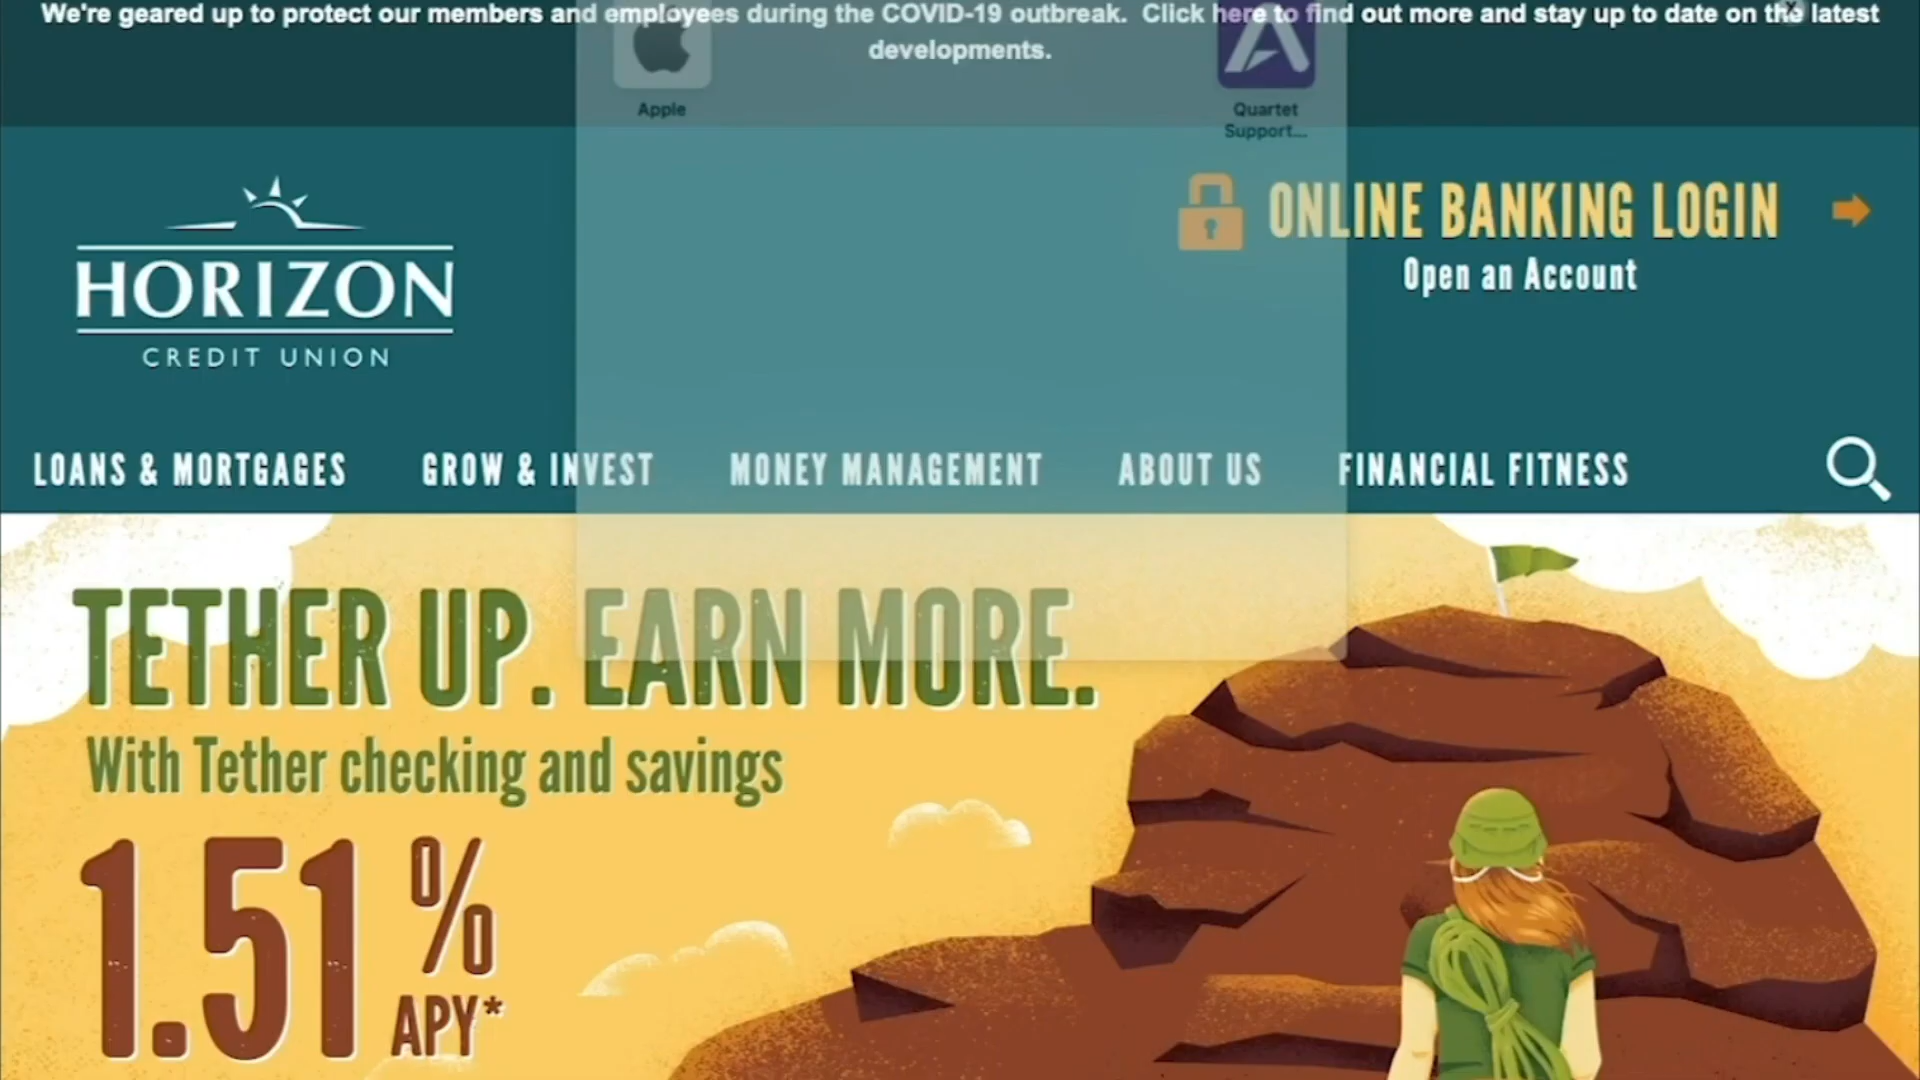 We're geared up to protect our members and employees during the COVID-19 outbreak. Click here to find out more and stay up to date on the latest
developments.
Apple
Quartet
Support...
HORIZON
CREDIT UNION
ONLINE BANKING LOGIN
Open an Account
LOANS & MORTGAGES GROW & INVEST MONEY MANAGEMENT ABOUT US FINANCIAL FITNESS
TETHER UP. EARN MORE.
With Tether checking and savings
1.51%
APY*